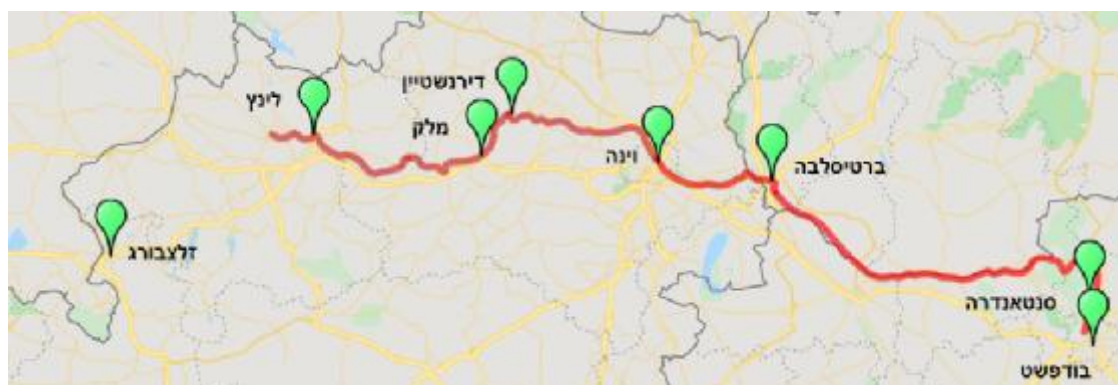 דירנשטיין
לינץ
מלק
וינה
ברטיסלבה
זלצבורג
סנטאנדרה
בודפשט